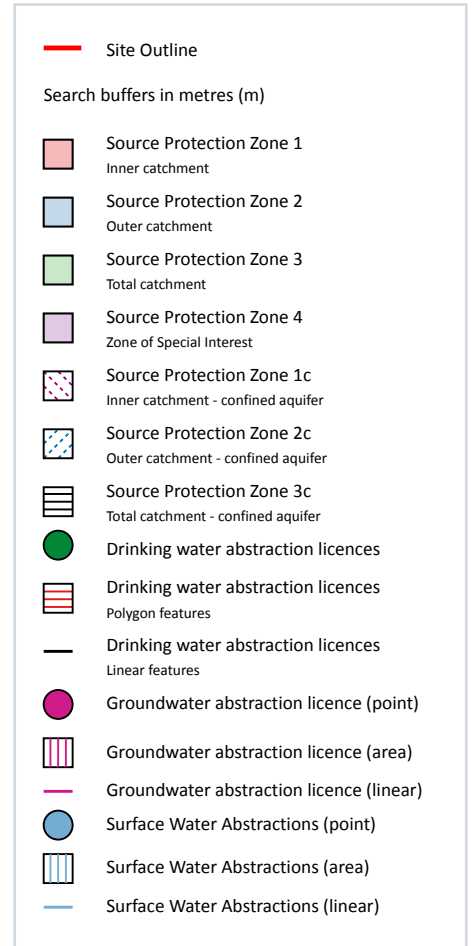 Site Outline
Search buffers in metres (m)
Source Protection Zone 1
Inner catchment
Source Protection Zone 2
Outer catchment
Source Protection Zone 3
Total catchment
Source Protection Zone 4
Zone of Special Interest
Source Protection Zone 1c
Inner catchment - confined aquifer
Source Protection Zone 2c
Outer catchment - confined aquifer
Source Protection Zone 3c
Total catchment - confined aquifer
Drinking water abstraction licences
Drinking water abstraction licences
Polygon features
Drinking water abstraction licences
Linear features
Groundwater abstraction licence (point)
Groundwater abstraction licence (area)
Groundwater abstraction licence (linear)
Surface Water Abstractions (point)
Surface Water Abstractions (area)
Surface Water Abstractions (linear)